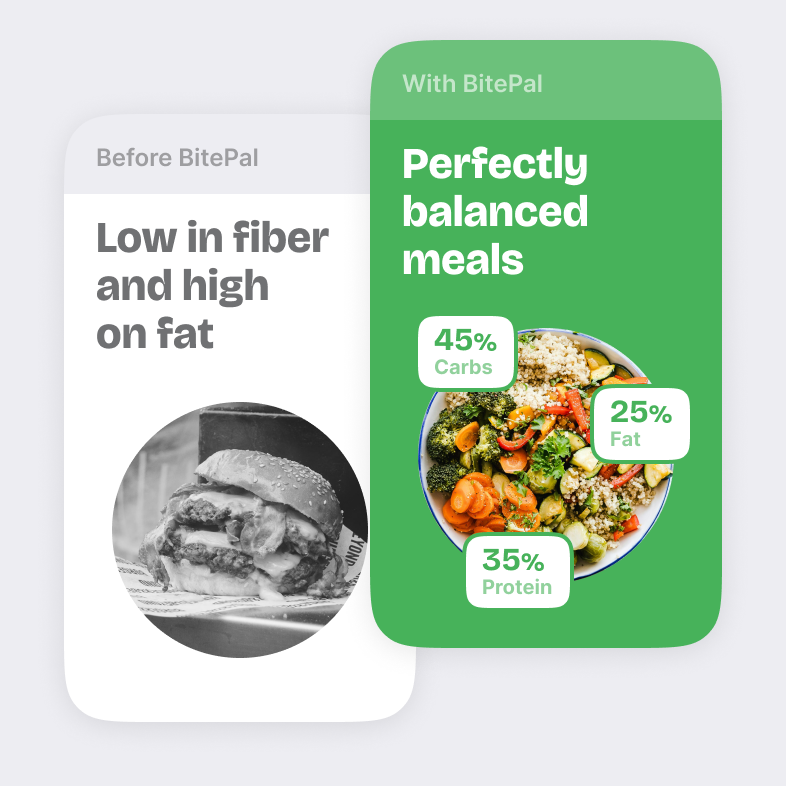 Before BitePal
Low in fiber
and high
on fat
With BitePal
Perfectly
balanced
meals
45%
Carbs
25%
Fat
35%
Protein